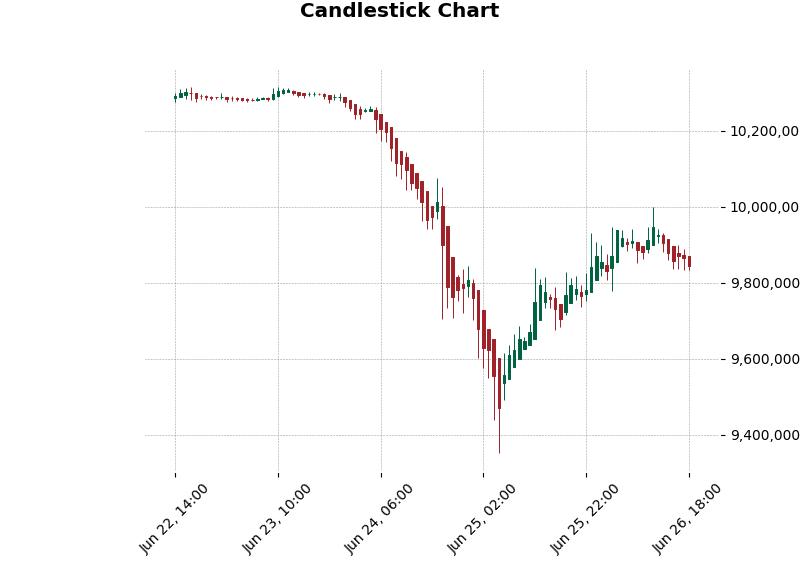 Candlestick Chart
10,200,00
10,000,00
9,800,000
9,600,000
9,400,000
Jun 22, 14:00
Jun 23, 10:00
Jun 24, 06:00
Jun 25, 02:00
Jun 25, 22:00
Jun 26, 18:00